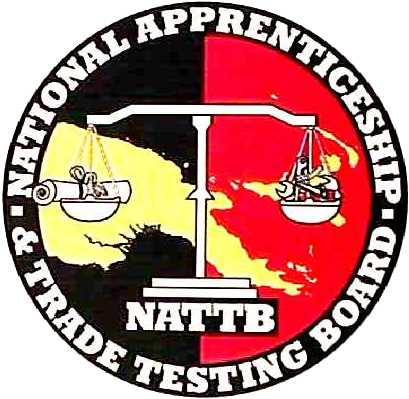 - NATIONAL APPRENTICESHIP -
& TRADE TESTING BOARD
NATTB